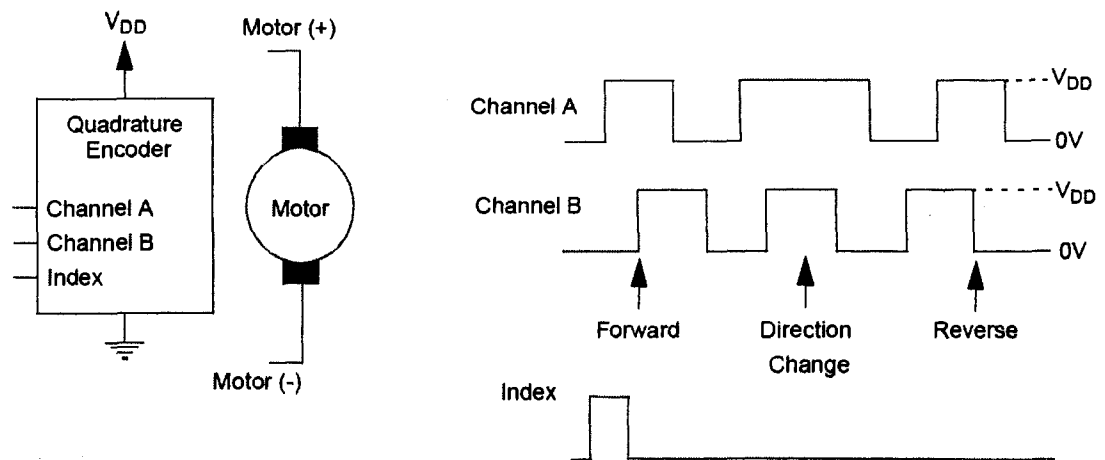 VDD
Motor (+)
Quadrature
Encoder
Channel A
Channel B
Index
Motor
Motor (-)
Channel A
VDD
0V
Channel B
VDD
0V
Forward
Direction
Change
Reverse
Index